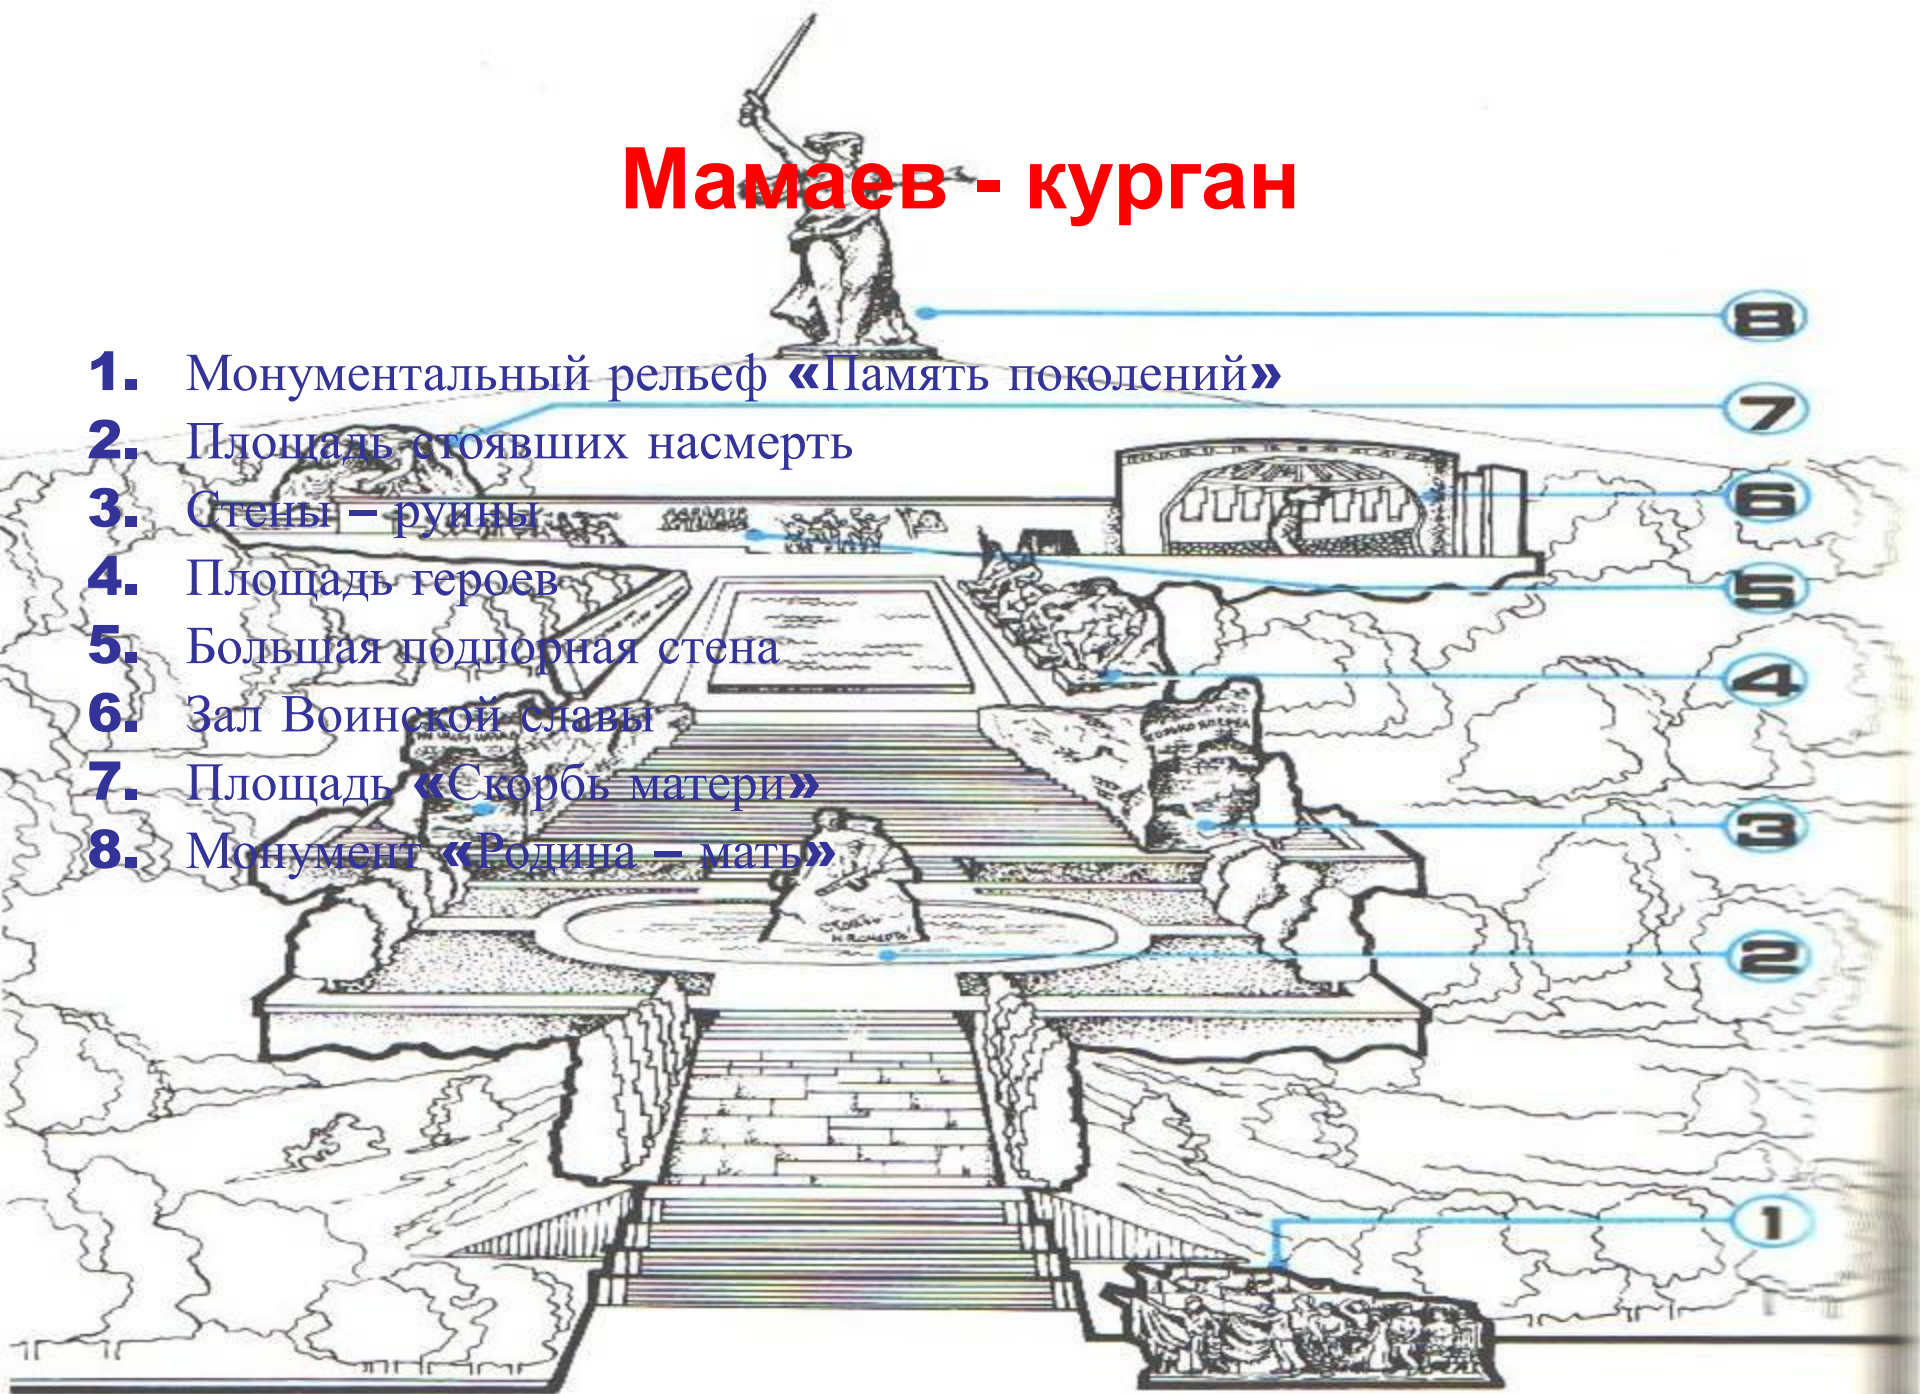 Мамаев - курган
8
1. Монументальный рельеф «Память поколений»
7
2. Площадь стоявших насмерть
6
3. Стены – руины
5
4. Площадь героев
5. Большая подпорная стена
4
6. Зал Воинской славы
7. Площадь «Скорбь матери»
3
8. Монумент «Родина – мать»
2
1